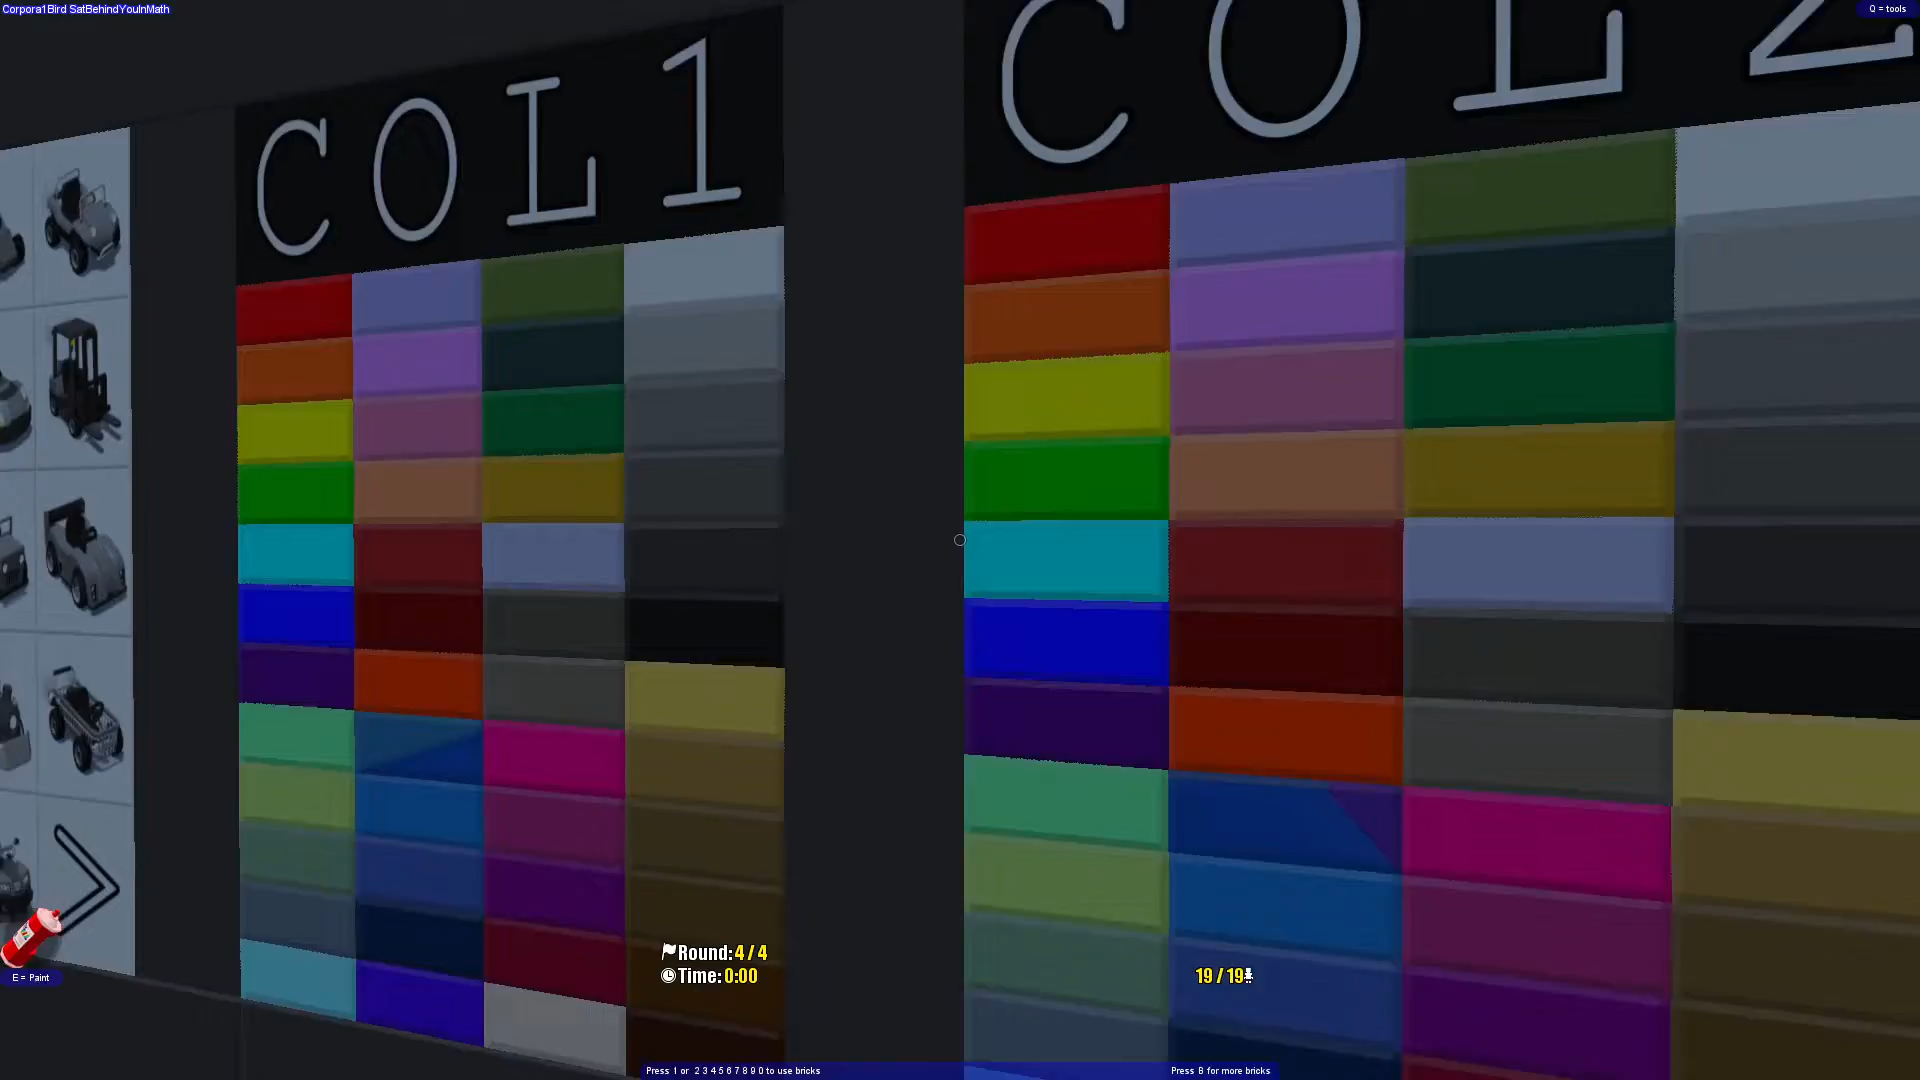 Corpora1Bird SatBehindYouInMath
Q = tools
COL1
COL2
Round: 4 / 4
Time: 0:00
19 / 19
E = Paint
Press 1 or 2 3 4 5 6 7 8 9 0 to use bricks
Press B for more bricks